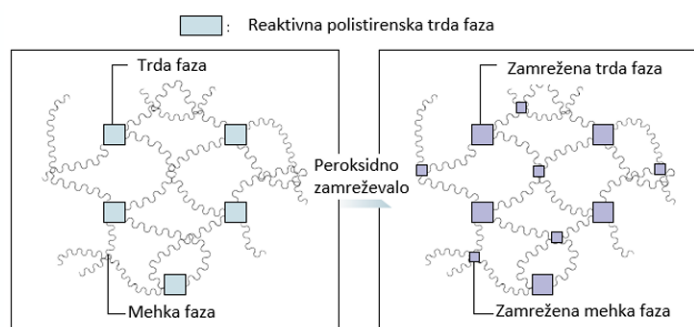 : Reaktivna polistirenska trda faza
Trda faza
Zamrežena trda faza
Peroksidno
zamreževalo
Mehka faza
Zamrežena mehka faza